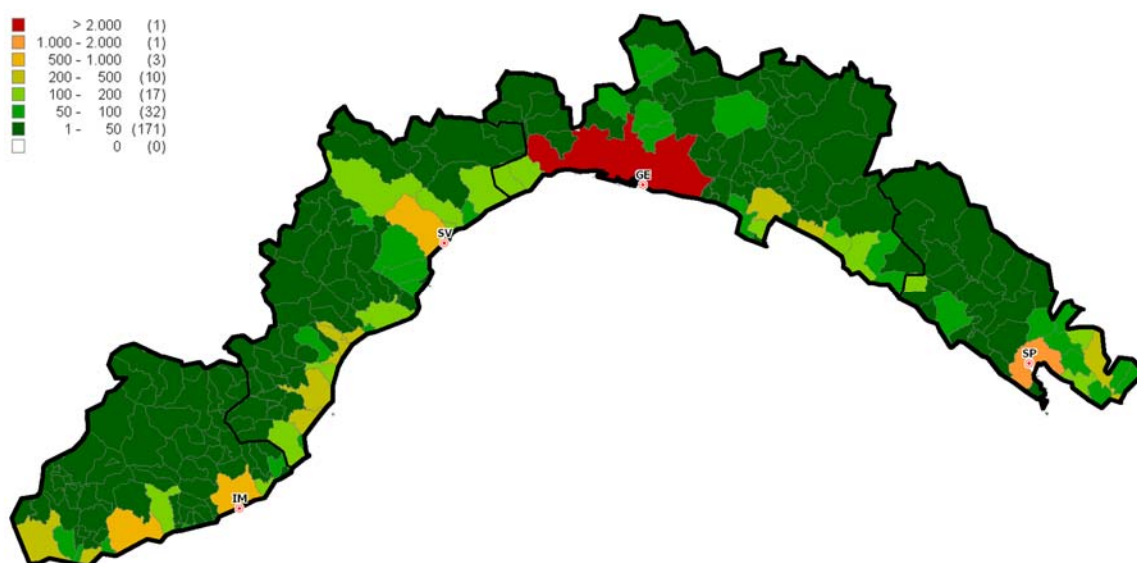 > 2.000 (1)
1.000 - 2.000 (1)
500 - 1.000 (3)
200 - 500 (10)
100 - 200 (17)
50 - 100 (32)
1 - 50 (171)
0 (0)
GE
SV
SP
IM